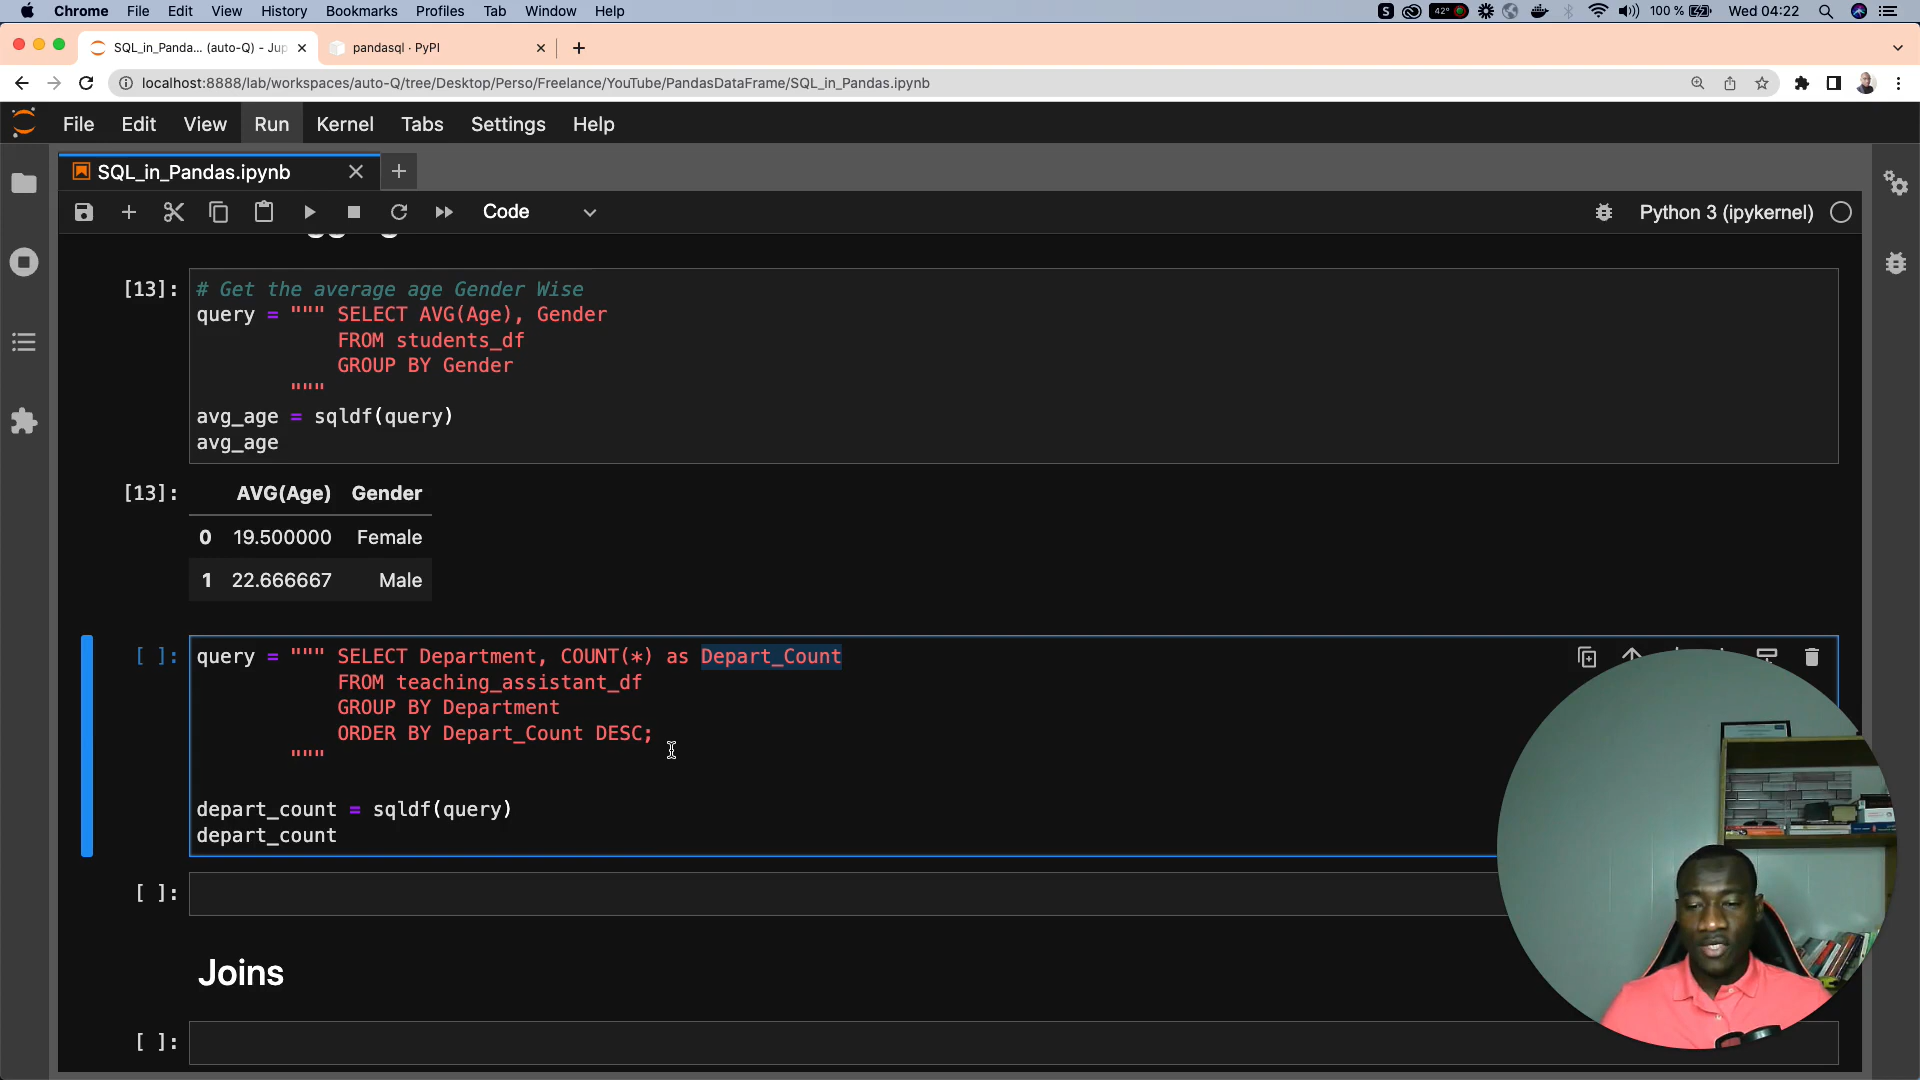 Chrome File Edit View History Bookmarks Profiles Tab Window Help
S 42° 100 % Wed 04:22
SQL_in_Panda... (auto-Q) - Jup
pandasql · PyPI
localhost:8888/lab/workspaces/auto-Q/tree/Desktop/Perso/Freelance/YouTube/PandasDataFrame/SQL_in_Pandas.ipynb
File Edit View Run Kernel Tabs Settings Help
SQL_in_Pandas.ipynb
Code
Python 3 (ipykernel)
[13]: # Get the average age Gender Wise
query = """ SELECT AVG(Age), Gender
FROM students_df
GROUP BY Gender
"""
avg_age = sqldf(query)
avg_age
[13]: AVG(Age) Gender
0 19.500000 Female
1 22.666667 Male
[ ]: query = """ SELECT Department, COUNT(*) as Depart_Count
FROM teaching_assistant_df
GROUP BY Department
ORDER BY Depart_Count DESC;
"""
depart_count = sqldf(query)
depart_count
[ ]:
Joins
[ ]: